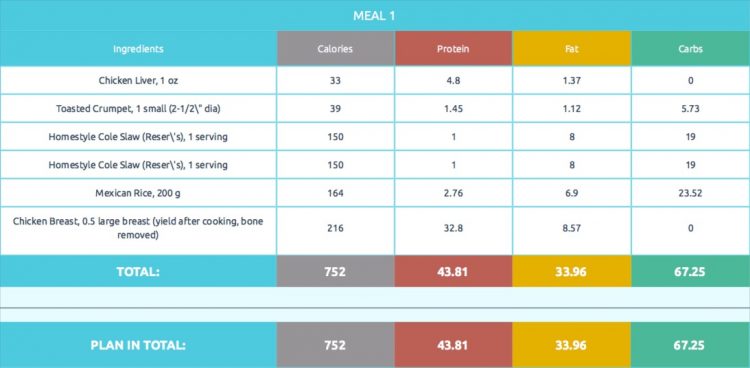 MEAL 1
Ingredients Calories Protein Fat Carbs
Chicken Liver, 1 oz 33 4.8 1.37 0
Toasted Crumpet, 1 small (2-1/2\" dia) 39 1.45 1.12 5.73
Homestyle Cole Slaw (Reser\'s), 1 serving 150 1 8 19
Homestyle Cole Slaw (Reser\'s), 1 serving 150 1 8 19
Mexican Rice, 200 g 164 2.76 6.9 23.52
Chicken Breast, 0.5 large breast (yield after cooking, bone
removed) 216 32.8 8.57 0
TOTAL: 752 43.81 33.96 67.25
PLAN IN TOTAL: 752 43.81 33.96 67.25